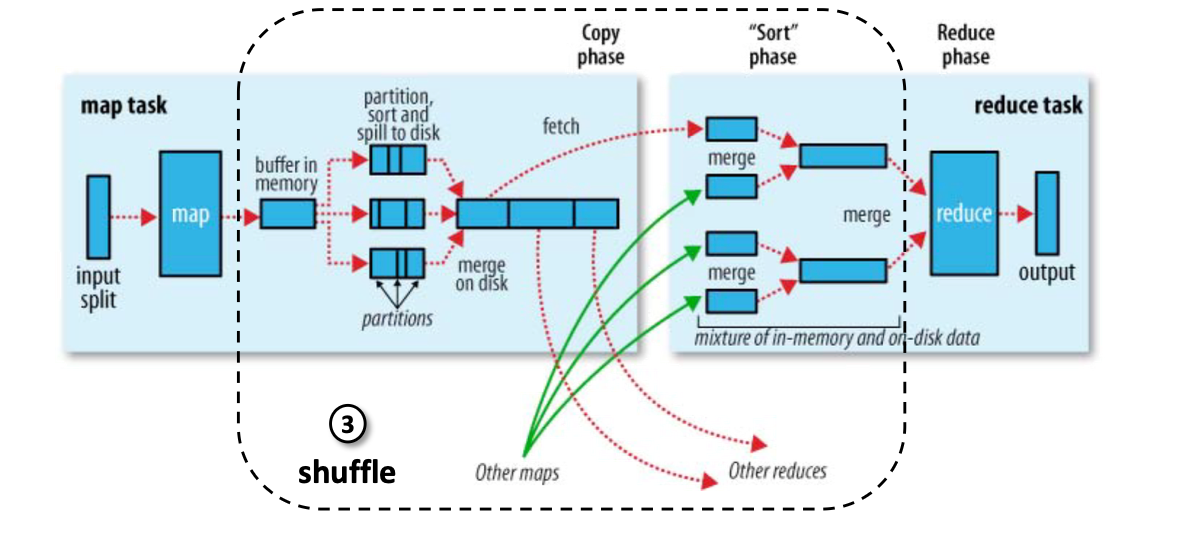 Copy
phase
“Sort”
phase
Reduce
phase
map task
reduce task
partition,
sort and
spill to disk
fetch
buffer in
memory
merge
map
merge
reduce
input
split
merge
on disk
merge
output
partitions
mixture of in-memory and on-disk data
3
shuffle
Other maps
Other reduces